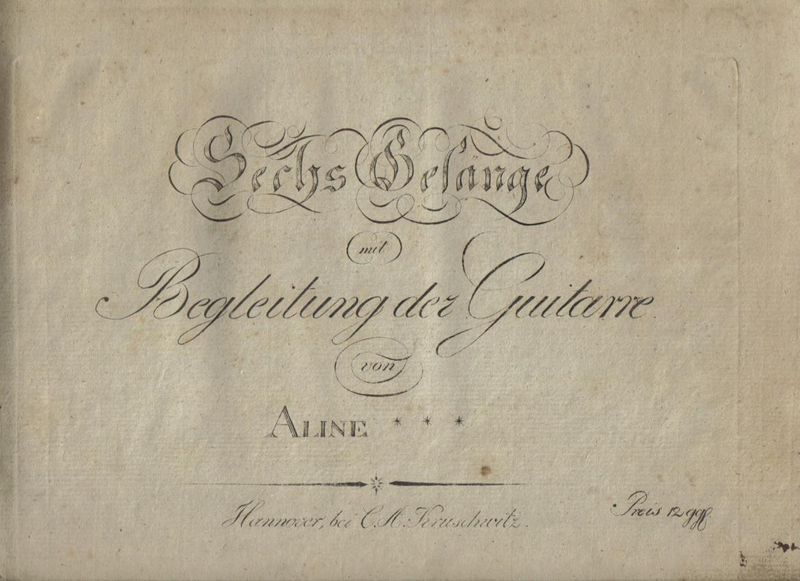 Sechs Gesänge
mit
Begleitung der Guitarre
von
ALINE * * *
Hannover, bei C. A. Kruschwitz.
Preis 12 ggl.